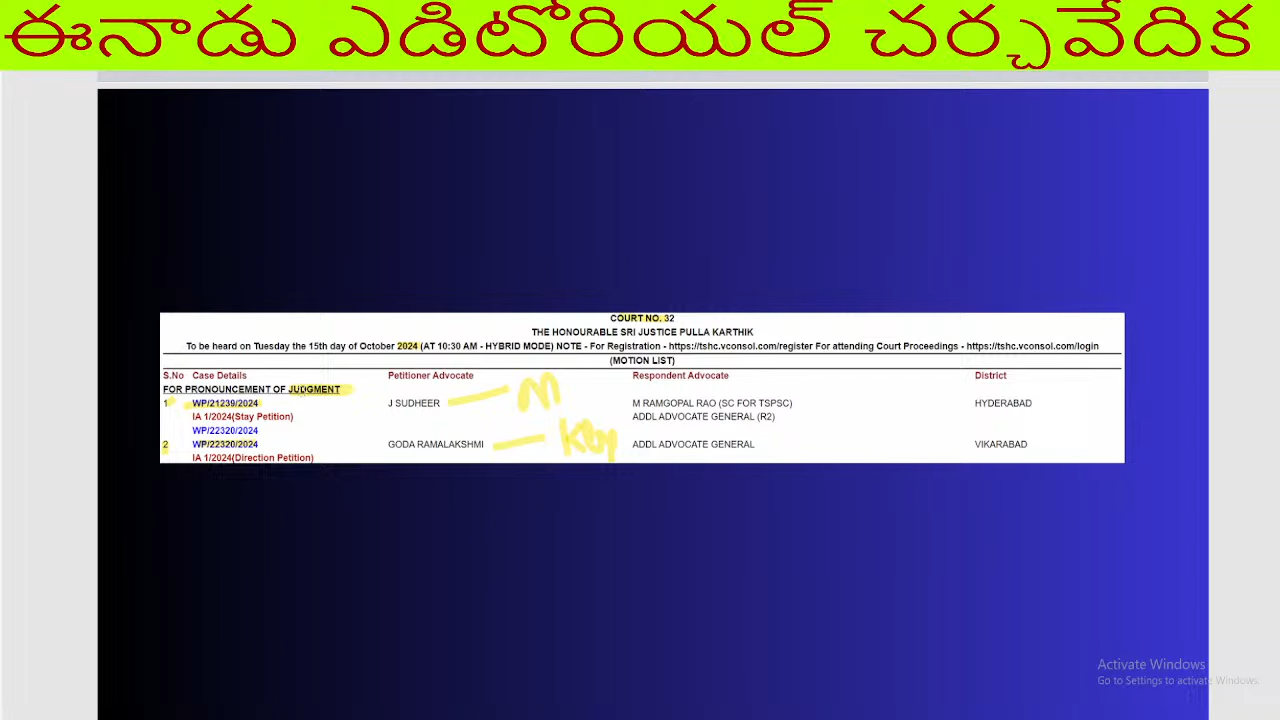 ఈనాడు ఎడిటోరియల్ చర్చవేదిక
COURT NO. 32
THE HONOURABLE SRI JUSTICE PULLA KARTHIK
To be heard on Tuesday the 15th day of October 2024 (AT 10:30 AM - HYBRID MODE) NOTE - For Registration - https://tshc.vconsol.com/register For attending Court Proceedings - https://tshc.vconsol.com/login
(MOTION LIST)
S.No Case Details Petitioner Advocate Respondent Advocate District
FOR PRONOUNCEMENT OF JUDGMENT
1 WP/21239/2024 J SUDHEER M M RAMGOPAL RAO (SC FOR TSPSC) HYDERABAD
IA 1/2024(Stay Petition) ADDL ADVOCATE GENERAL (R2)
WP/22320/2024
2 WP/22320/2024 GODA RAMALAKSHMI ADDL ADVOCATE GENERAL VIKARABAD
IA 1/2024(Direction Petition)
Activate Windows
Go to Settings to activate Windows.